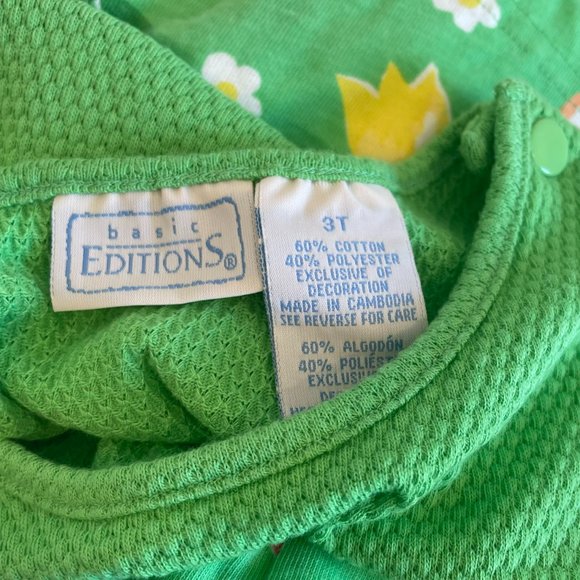 basic
EDITIONS®
3T
60% COTTON
40% POLYESTER
EXCLUSIVE OF
DECORATION
MADE IN CAMBODIA
SEE REVERSE FOR CARE
60% ALGODÓN
40% POLIÉS
EXCLUSIV
DE